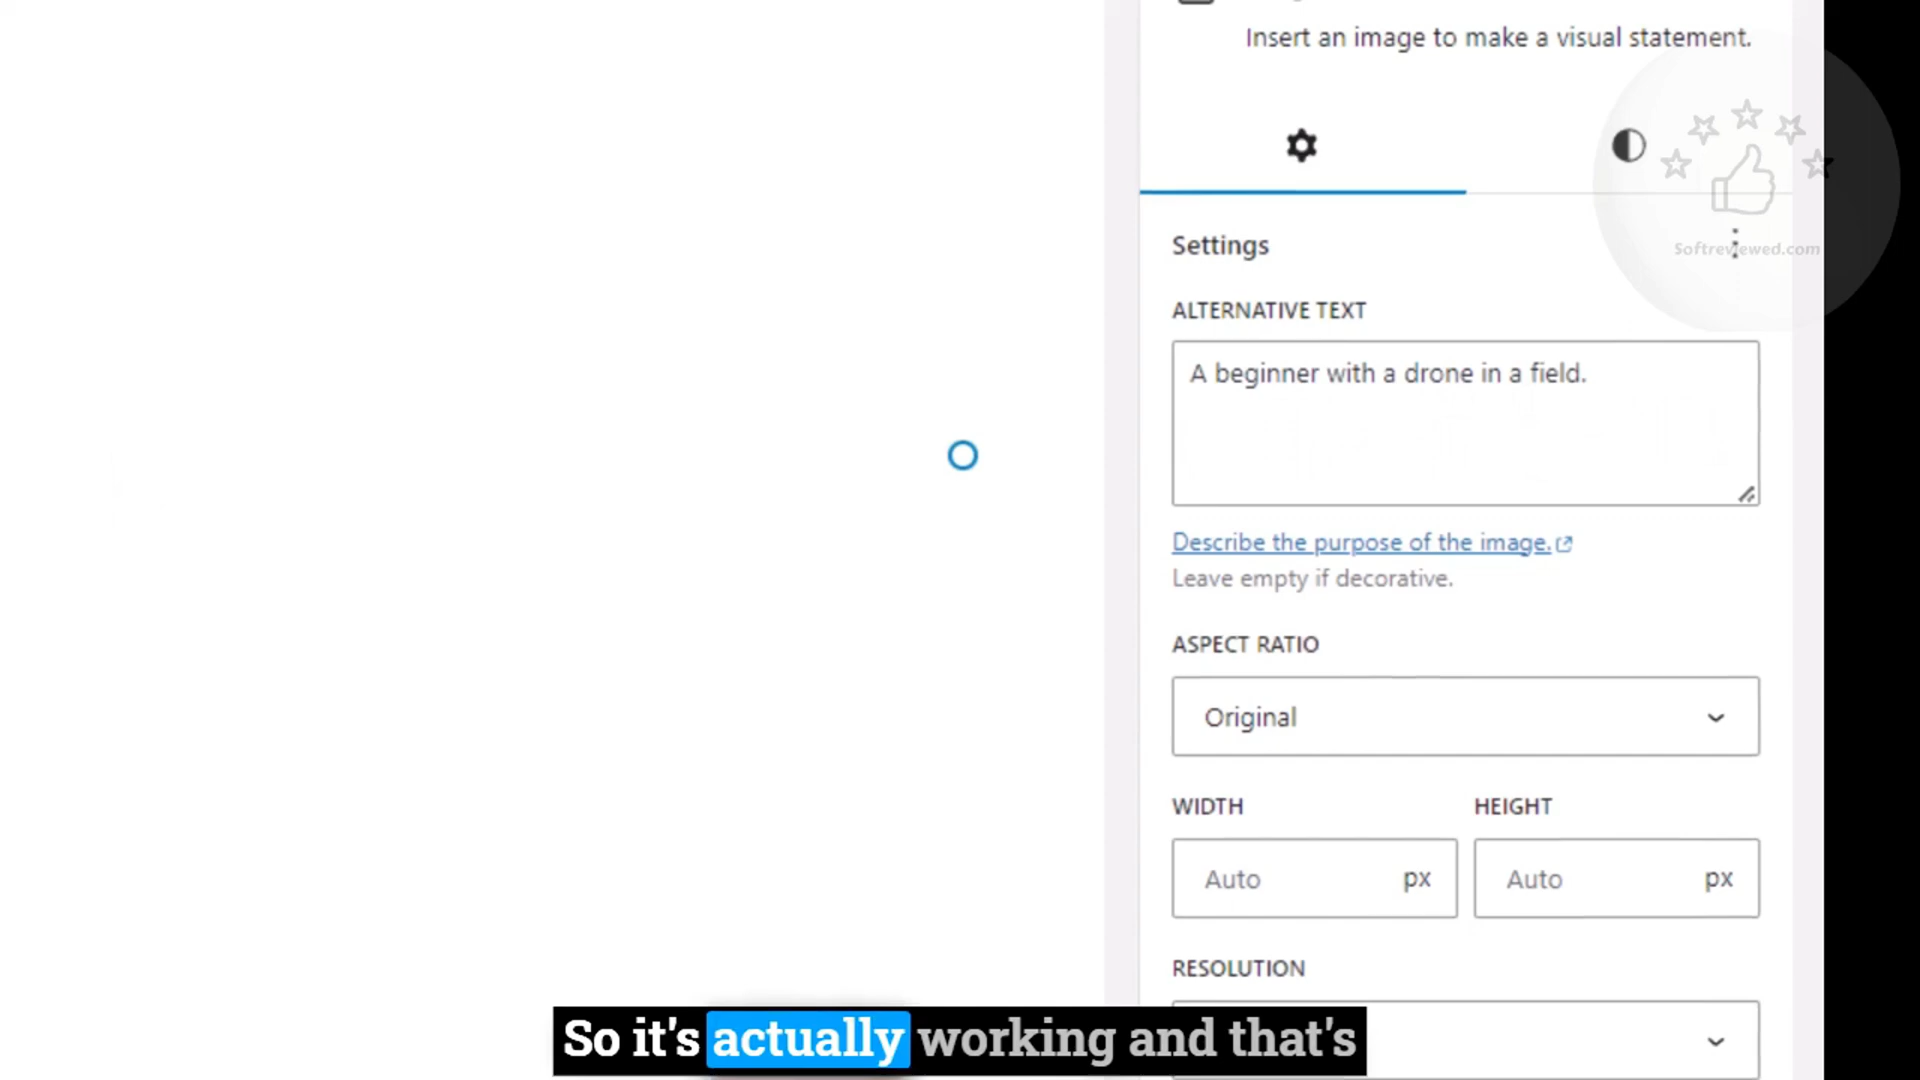 Insert an image to make a visual statement.
Softreviewed.com
Settings
ALTERNATIVE TEXT
A beginner with a drone in a field.
Describe the purpose of the image.
Leave empty if decorative.
ASPECT RATIO
Original
WIDTH HEIGHT
Auto px Auto px
RESOLUTION
So it's actually working and that's